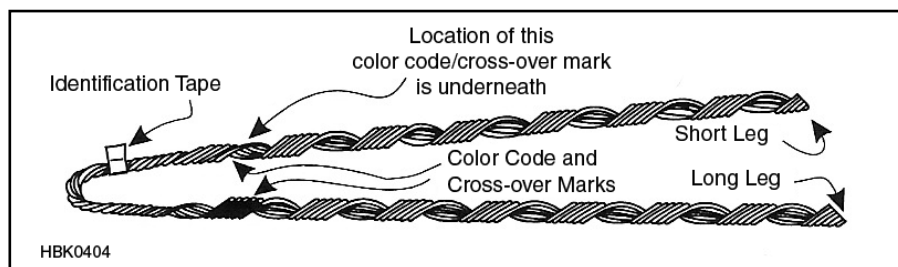 Location of this
color code/cross-over mark
is underneath
Identification Tape
Short Leg
Color Code and
Cross-over Marks
Long Leg
HBK0404